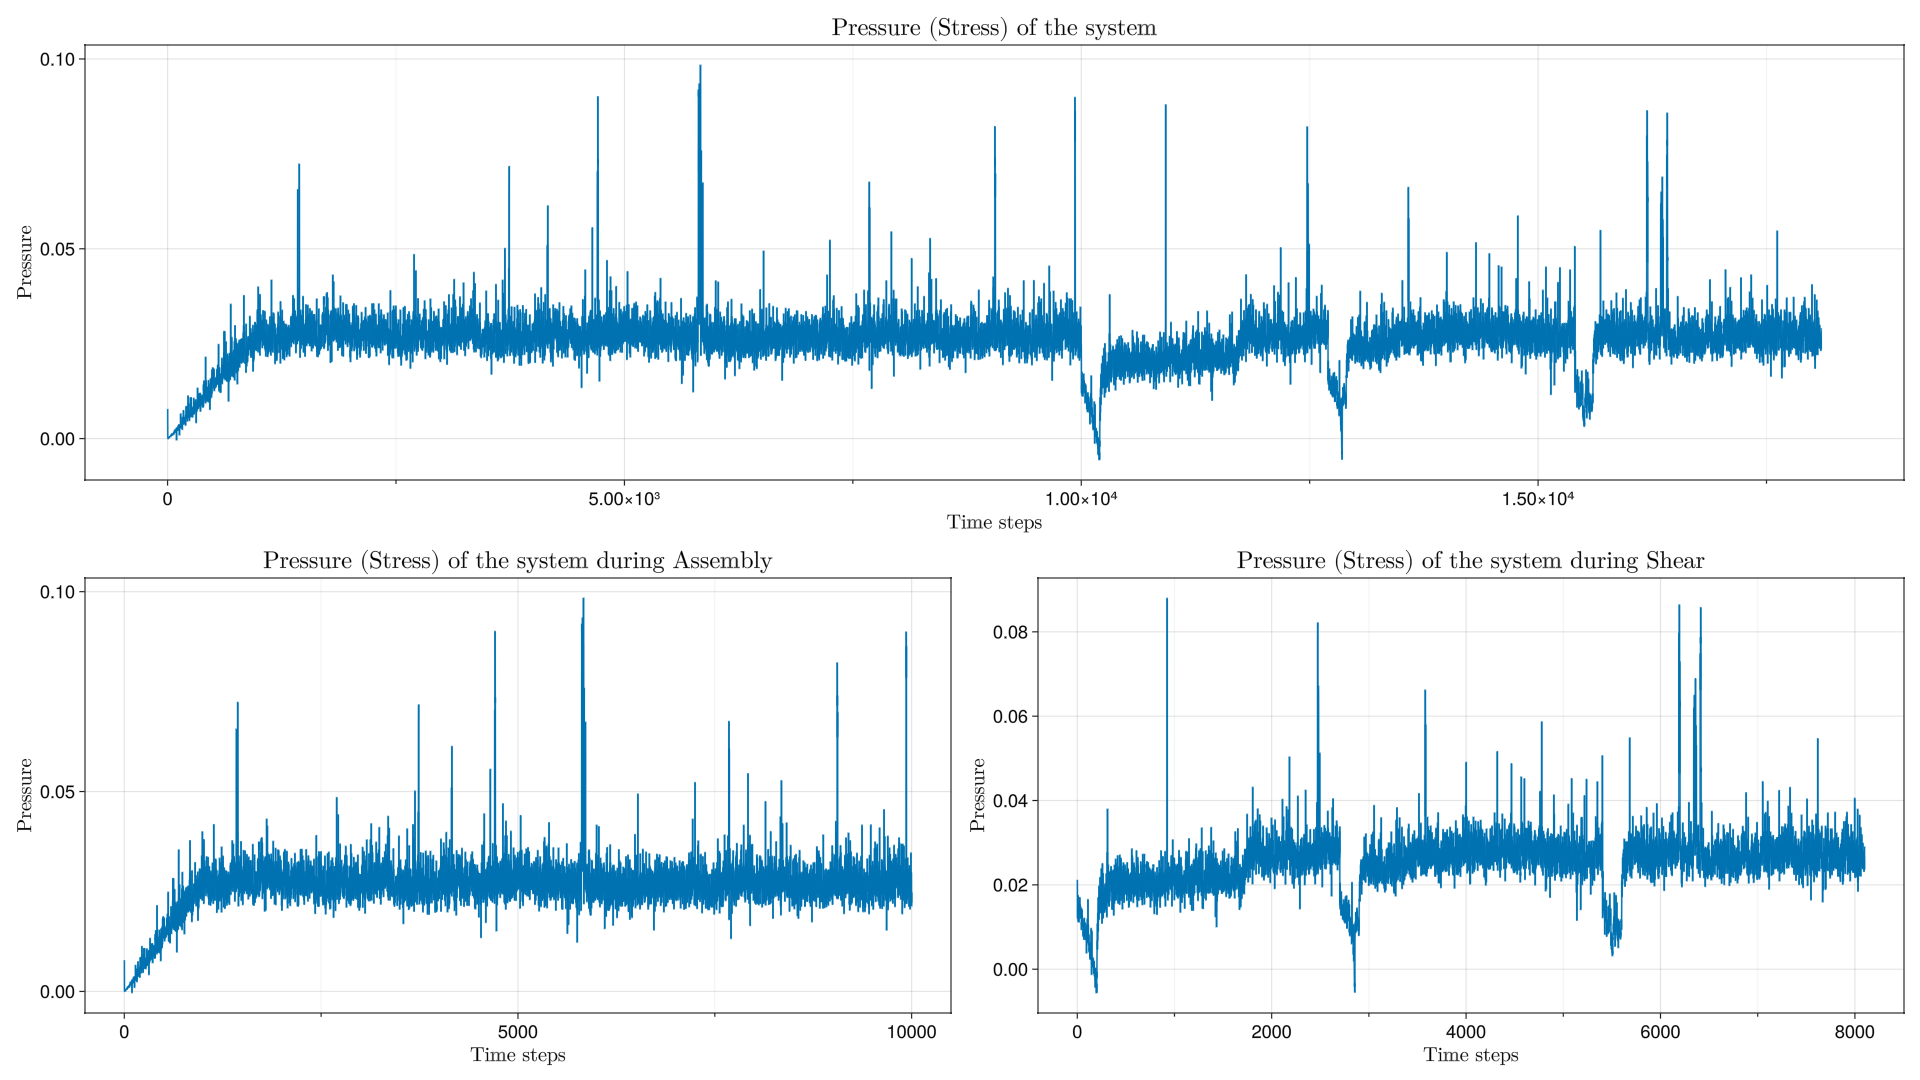 Pressure (Stress) of the system
Pressure
0.10
0.05
0.00
0
5.00×10³
1.00×10⁴
1.50×10⁴
Time steps
Pressure (Stress) of the system during Assembly
Pressure
0.10
0.05
0.00
0
5000
10000
Time steps
Pressure (Stress) of the system during Shear
Pressure
0.08
0.06
0.04
0.02
0.00
0
2000
4000
6000
8000
Time steps